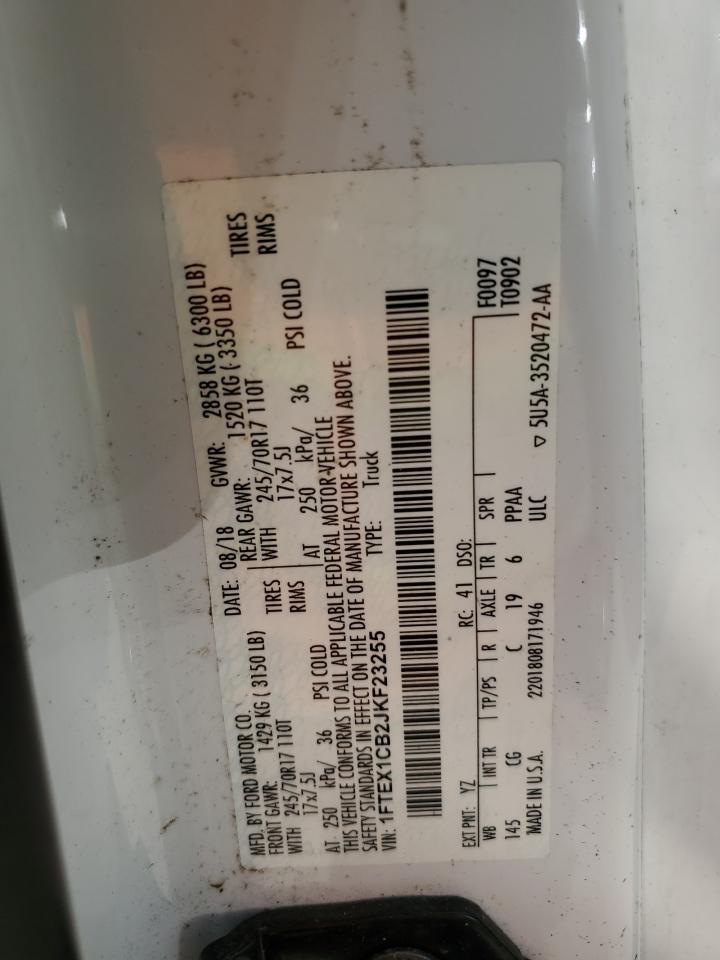 MFD. BY FORD MOTOR CO. DATE: 08/18 GVWR: 2858 KG ( 6300 LB)
FRONT GAWR: 1429 KG ( 3150 LB) REAR GAWR: 1520 KG ( 3350 LB)
WITH 245/70R17 110T TIRES WITH 245/70R17 110T TIRES
17x7.5J RIMS 17x7.5J RIMS
AT 250 kPa/ 36 PSI COLD AT 250 kPa/ 36 PSI COLD
THIS VEHICLE CONFORMS TO ALL APPLICABLE FEDERAL MOTOR-VEHICLE
SAFETY STANDARDS IN EFFECT ON THE DATE OF MANUFACTURE SHOWN ABOVE.
VIN: 1FTEX1CB2JKF23255 TYPE: Truck
EXT PNT: YZ RC: 41 DSO: F0097
WB INT TR TP/PS R AXLE TR SPR T0902
145 CG C 19 6 PPAA
MADE IN U.S.A. 2201808171946 ULC ▽ 5U5A-3520472-AA